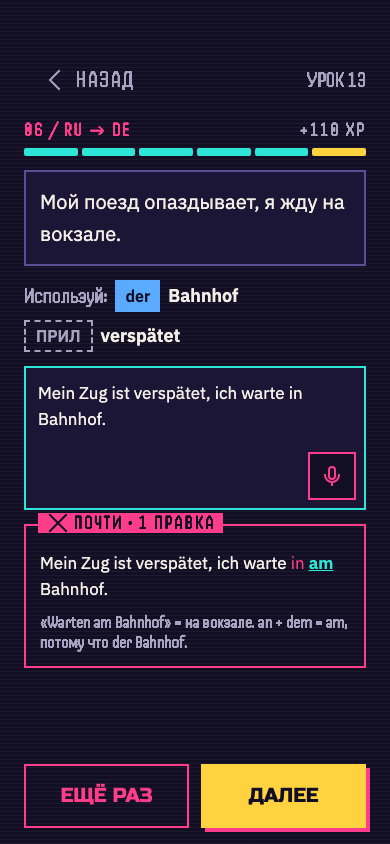 НАЗАД
УРОК 13
06 / RU → DE
+110 XP
Мой поезд опаздывает, я жду на
вокзале.
Используй: der Bahnhof
ПРИЛ verspätet
Mein Zug ist verspätet, ich warte in
Bahnhof.
ПОЧТИ • 1 ПРАВКА
Mein Zug ist verspätet, ich warte in am
Bahnhof.
«Warten am Bahnhof» = на вокзале. an + dem = am,
потому что der Bahnhof.
ЕЩЁ РАЗ
ДАЛЕЕ